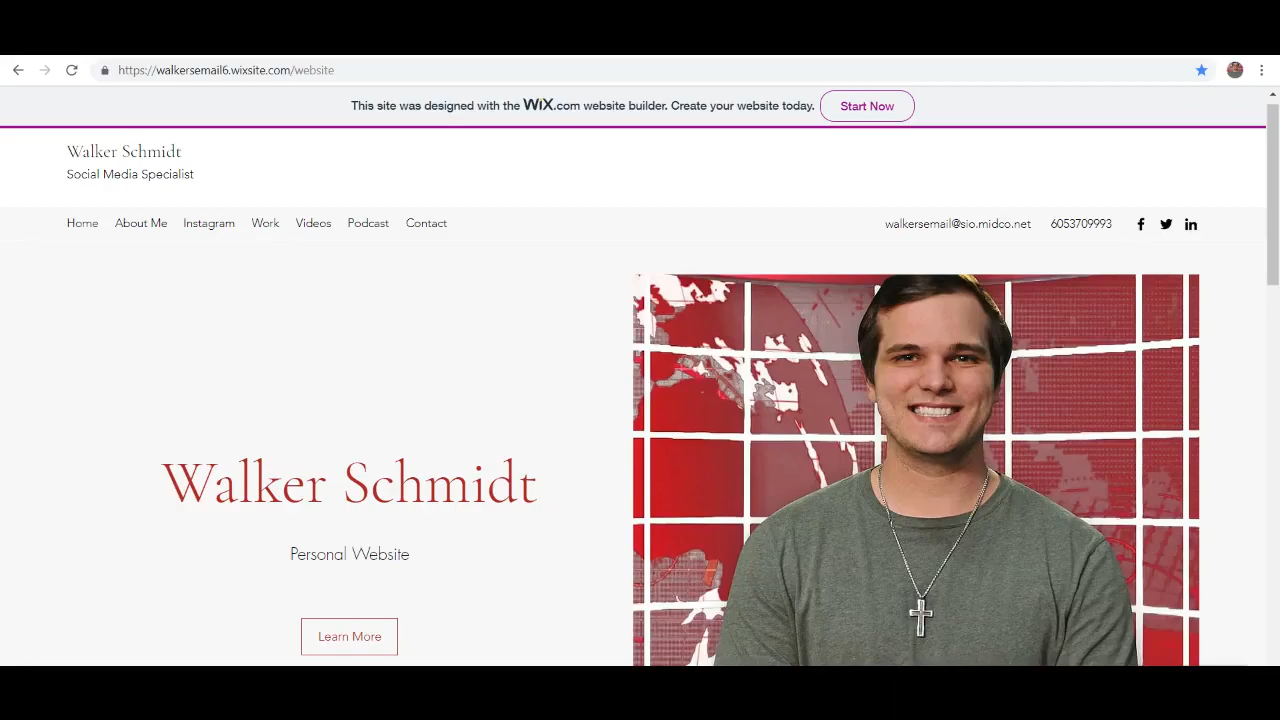 https://walkersemail6.wixsite.com/website
This site was designed with the WiX.com website builder. Create your website today. Start Now
Walker Schmidt
Social Media Specialist
Home About Me Instagram Work Videos Podcast Contact walkersemail@sio.midco.net 6053709993
Walker Schmidt
Personal Website
Learn More